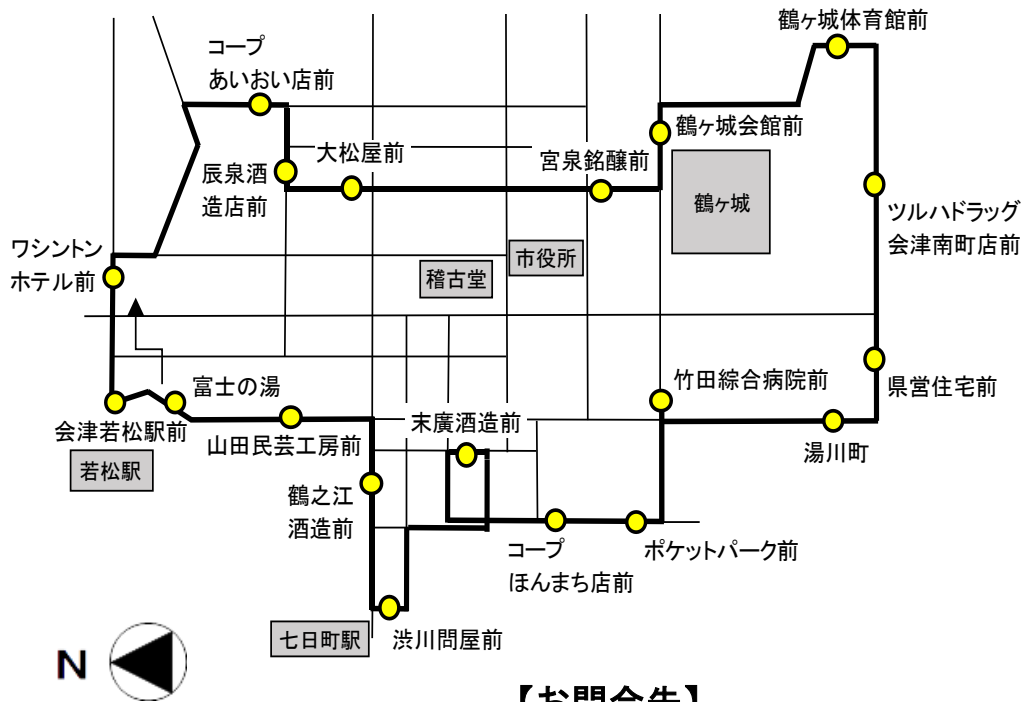 鶴ヶ城体育館前
コープ
あいおい店前
鶴ヶ城会館前
大松屋前
宮泉銘醸前
辰泉酒
造店前
鶴ヶ城
ツルハドラッグ
会津南町店前
ワシントン
ホテル前
市役所
稽古堂
富士の湯
竹田綜合病院前
県営住宅前
会津若松駅前
山田民芸工房前
末廣酒造前
湯川町
若松駅
鶴之江
酒造前
コープ
ほんまち店前
ポケットパーク前
七日町駅
渋川問屋前
N
【お問合先】